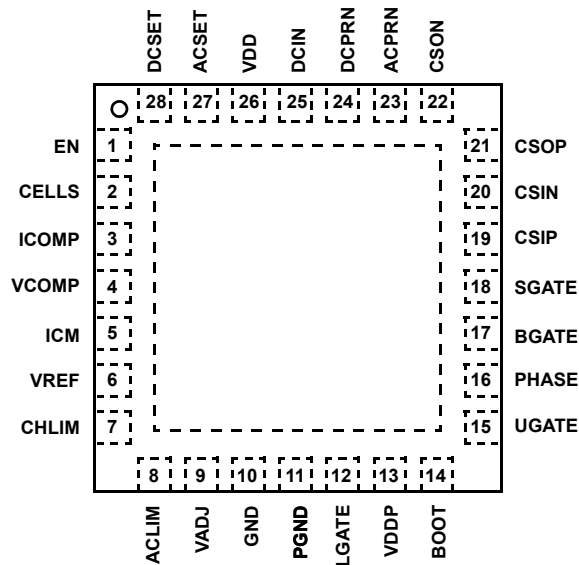 DCSET
ACSET
VDD
DCIN
DCPRN
ACPRN
CSON
28
27
26
25
24
23
22
EN 1
CELLS 2
ICOMP 3
VCOMP 4
ICM 5
VREF 6
CHLIM 7
21 CSOP
20 CSIN
19 CSIP
18 SGATE
17 BGATE
16 PHASE
15 UGATE
8
9
10
11
12
13
14
ACLIM
VADJ
GND
PGND
LGATE
VDDP
BOOT